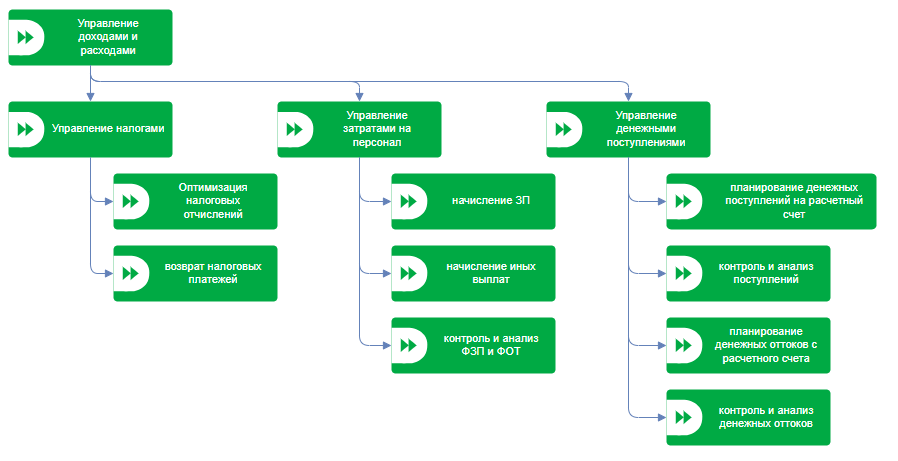 Управление
доходами и
расходами
Управление налогами
Управление
затратами на
персонал
Управление
денежными
поступлениями
Оптимизация
налоговых
отчислений
возврат налоговых
платежей
начисление ЗП
начисление иных
выплат
контроль и анализ
ФЗП и ФОТ
планирование денежных
поступлений на расчетный
счет
контроль и анализ
поступлений
планирование
денежных оттоков с
расчетного счета
контроль и анализ
денежных оттоков